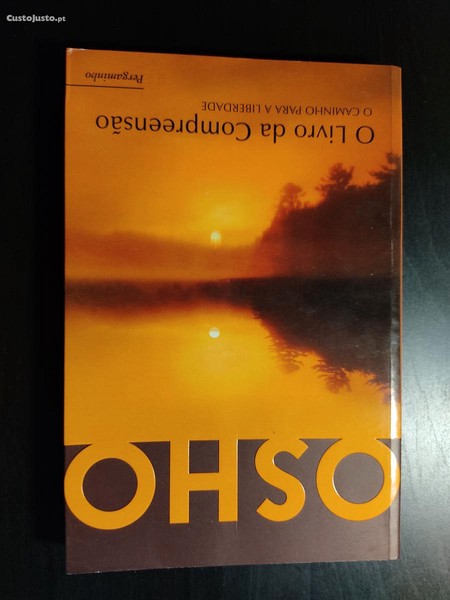 CustoJusto.pt
OSHO
O Livro da Compreensão
O CAMINHO PARA A LIBERDADE
Pergaminho